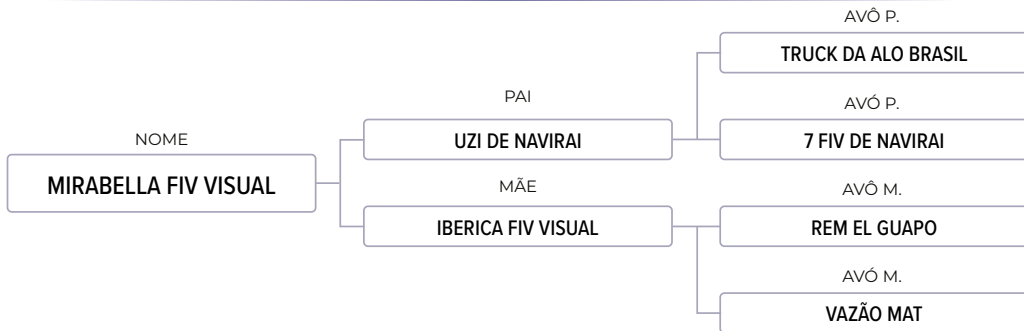 NOME
MIRABELLA FIV VISUAL
PAI
UZI DE NAVIRAI
MÃE
IBERICA FIV VISUAL
AVÔ P.
TRUCK DA ALO BRASIL
AVÓ P.
7 FIV DE NAVIRAI
AVÔ M.
REM EL GUAPO
AVÓ M.
VAZÃO MAT